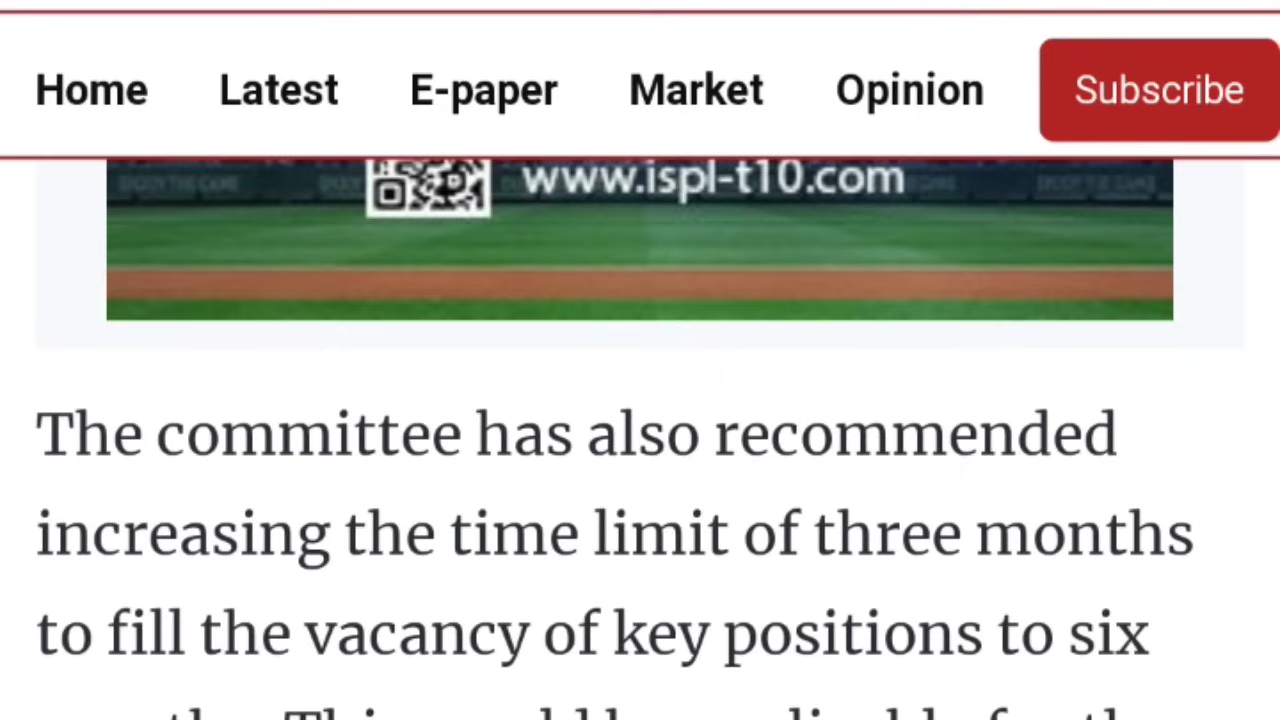 Home Latest E-paper Market Opinion Subscribe
www.ispl-t10.com
The committee has also recommended
increasing the time limit of three months
to fill the vacancy of key positions to six